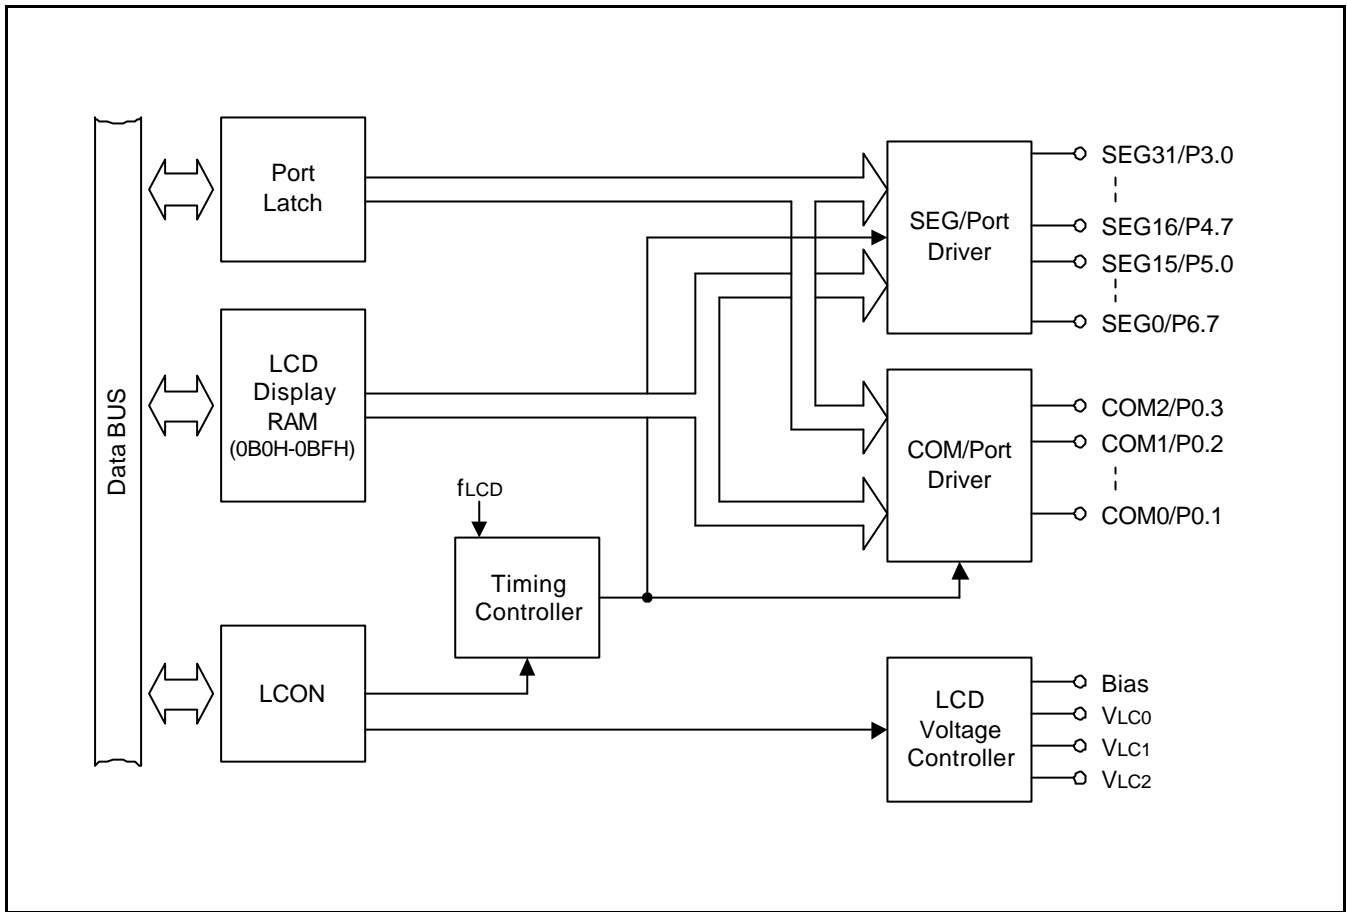 Data BUS
Port
Latch
LCD
Display
RAM
(0B0H-0BFH)
LCON
fLCD
Timing
Controller
SEG/Port
Driver
COM/Port
Driver
LCD
Voltage
Controller
SEG31/P3.0
SEG16/P4.7
SEG15/P5.0
SEG0/P6.7
COM2/P0.3
COM1/P0.2
COM0/P0.1
Bias
VLC0
VLC1
VLC2